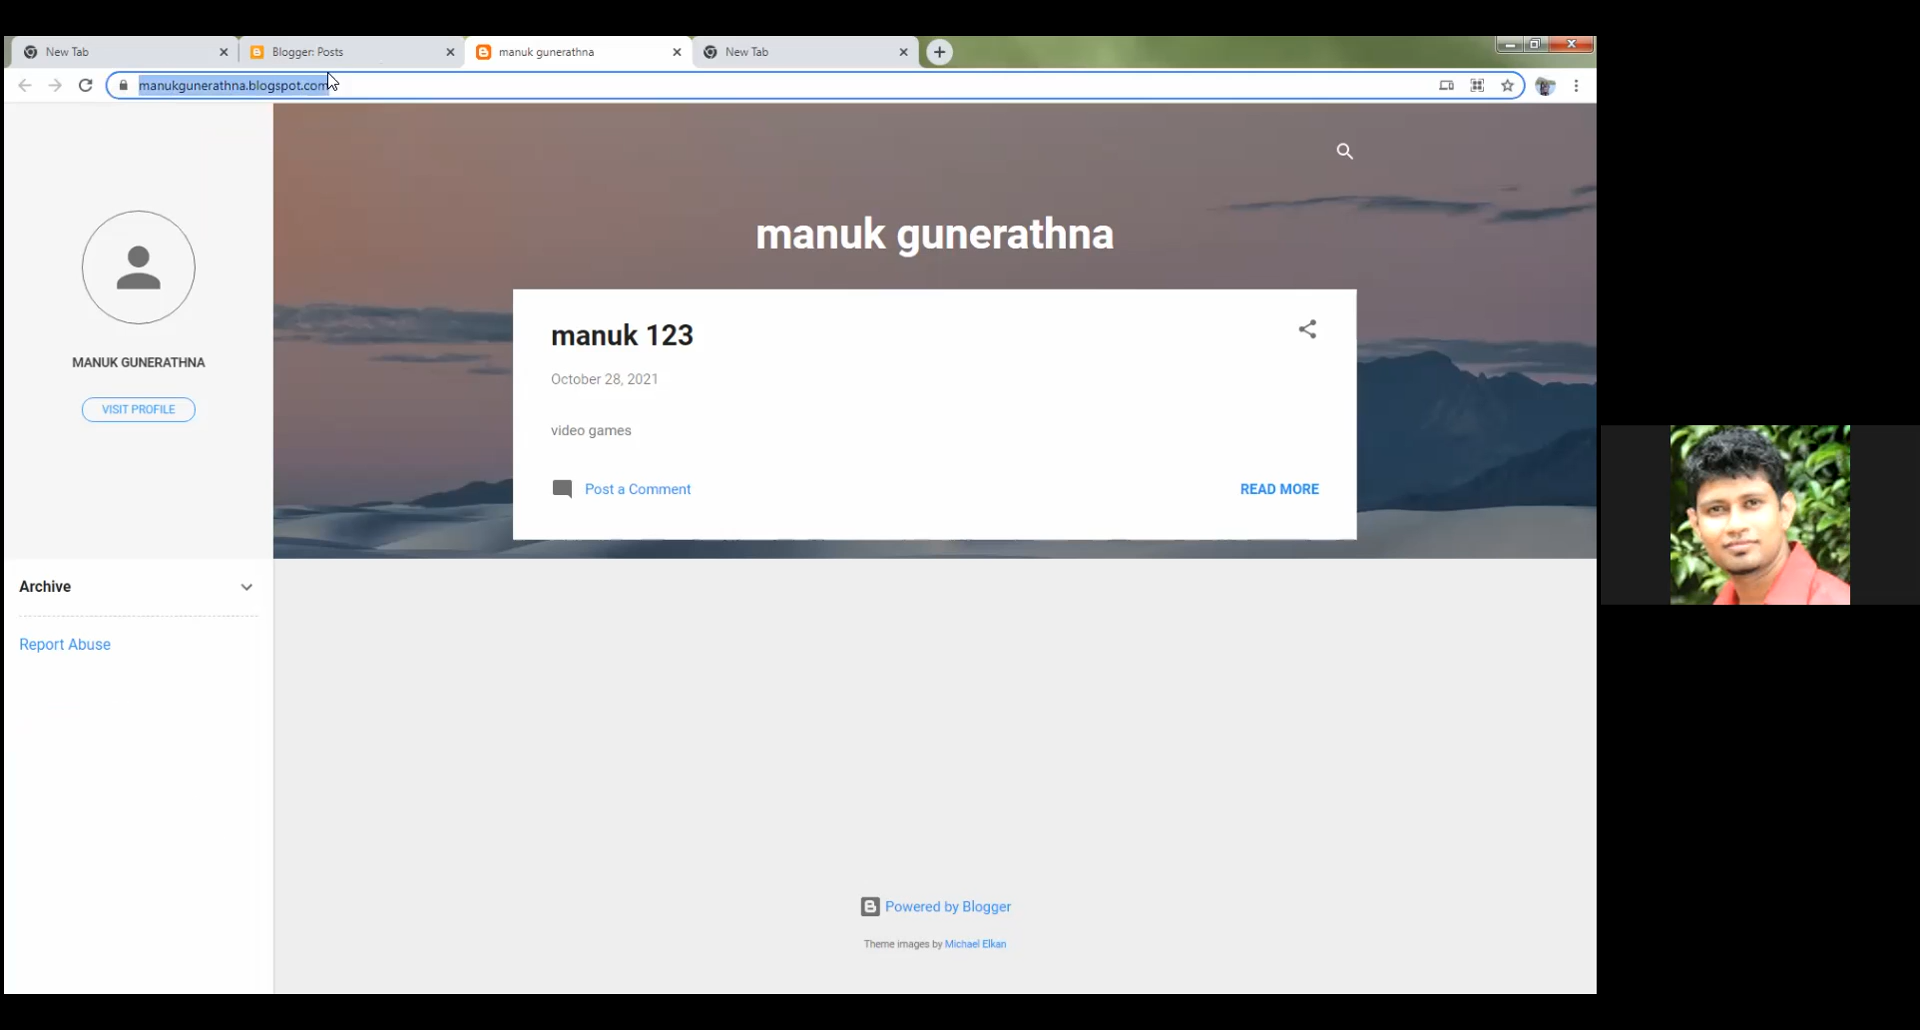 New Tab
Blogger: Posts
manuk gunerathna
New Tab
manukgunerathna.blogspot.com
manuk gunerathna
manuk 123
October 28, 2021
video games
Post a Comment
READ MORE
MANUK GUNERATHNA
VISIT PROFILE
Archive
Report Abuse
Powered by Blogger
Theme images by Michael Elkan